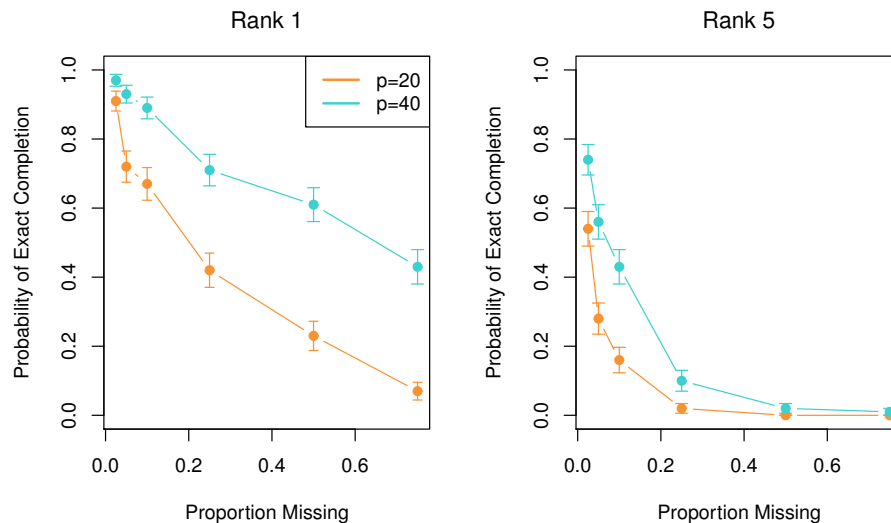 Rank 1
Probability of Exact Completion
1.0
0.8
0.6
0.4
0.2
0.0
p=20
p=40
0.0 0.2 0.4 0.6
Proportion Missing
Rank 5
Probability of Exact Completion
1.0
0.8
0.6
0.4
0.2
0.0
0.0 0.2 0.4 0.6
Proportion Missing